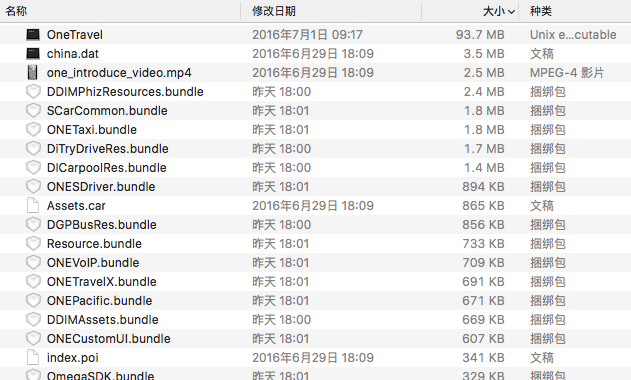 名称 修改日期 大小 种类
OneTravel 2016年7月1日 09:17 93.7 MB Unix e...cutable
china.dat 2016年6月29日 18:09 3.5 MB 文稿
one_introduce_video.mp4 2016年6月29日 18:09 2.5 MB MPEG-4 影片
DDIMPhizResources.bundle 昨天 18:00 2.4 MB 捆绑包
SCarCommon.bundle 昨天 18:01 1.8 MB 捆绑包
ONETaxi.bundle 昨天 18:01 1.8 MB 捆绑包
DiTryDriveRes.bundle 昨天 18:00 1.7 MB 捆绑包
DICarpoolRes.bundle 昨天 18:00 1.4 MB 捆绑包
ONESDriver.bundle 昨天 18:01 894 KB 捆绑包
Assets.car 2016年6月29日 18:09 865 KB 文稿
DGPBusRes.bundle 昨天 18:00 856 KB 捆绑包
Resource.bundle 昨天 18:01 733 KB 捆绑包
ONEVoIP.bundle 昨天 18:01 709 KB 捆绑包
ONETravelX.bundle 昨天 18:01 691 KB 捆绑包
ONEPacific.bundle 昨天 18:01 671 KB 捆绑包
DDIMAssets.bundle 昨天 18:00 669 KB 捆绑包
ONECustomUI.bundle 昨天 18:01 607 KB 捆绑包
index.poi 2016年6月29日 18:09 341 KB 文稿
OmegaSDK.bundle 昨天 18:01 329 KB 捆绑包